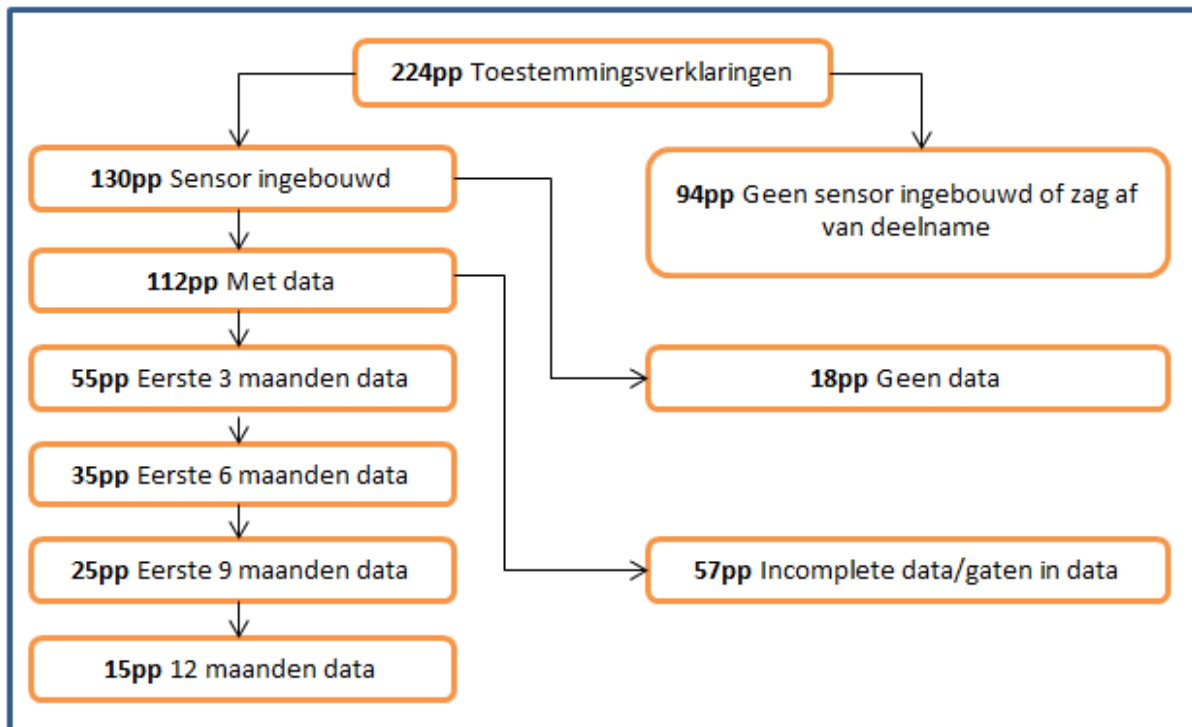 224pp Toestemmingsverklaringen
130pp Sensor ingebouwd
94pp Geen sensor ingebouwd of zag af
van deelname
112pp Met data
55pp Eerste 3 maanden data
18pp Geen data
35pp Eerste 6 maanden data
25pp Eerste 9 maanden data
57pp Incomplete data/gaten in data
15pp 12 maanden data